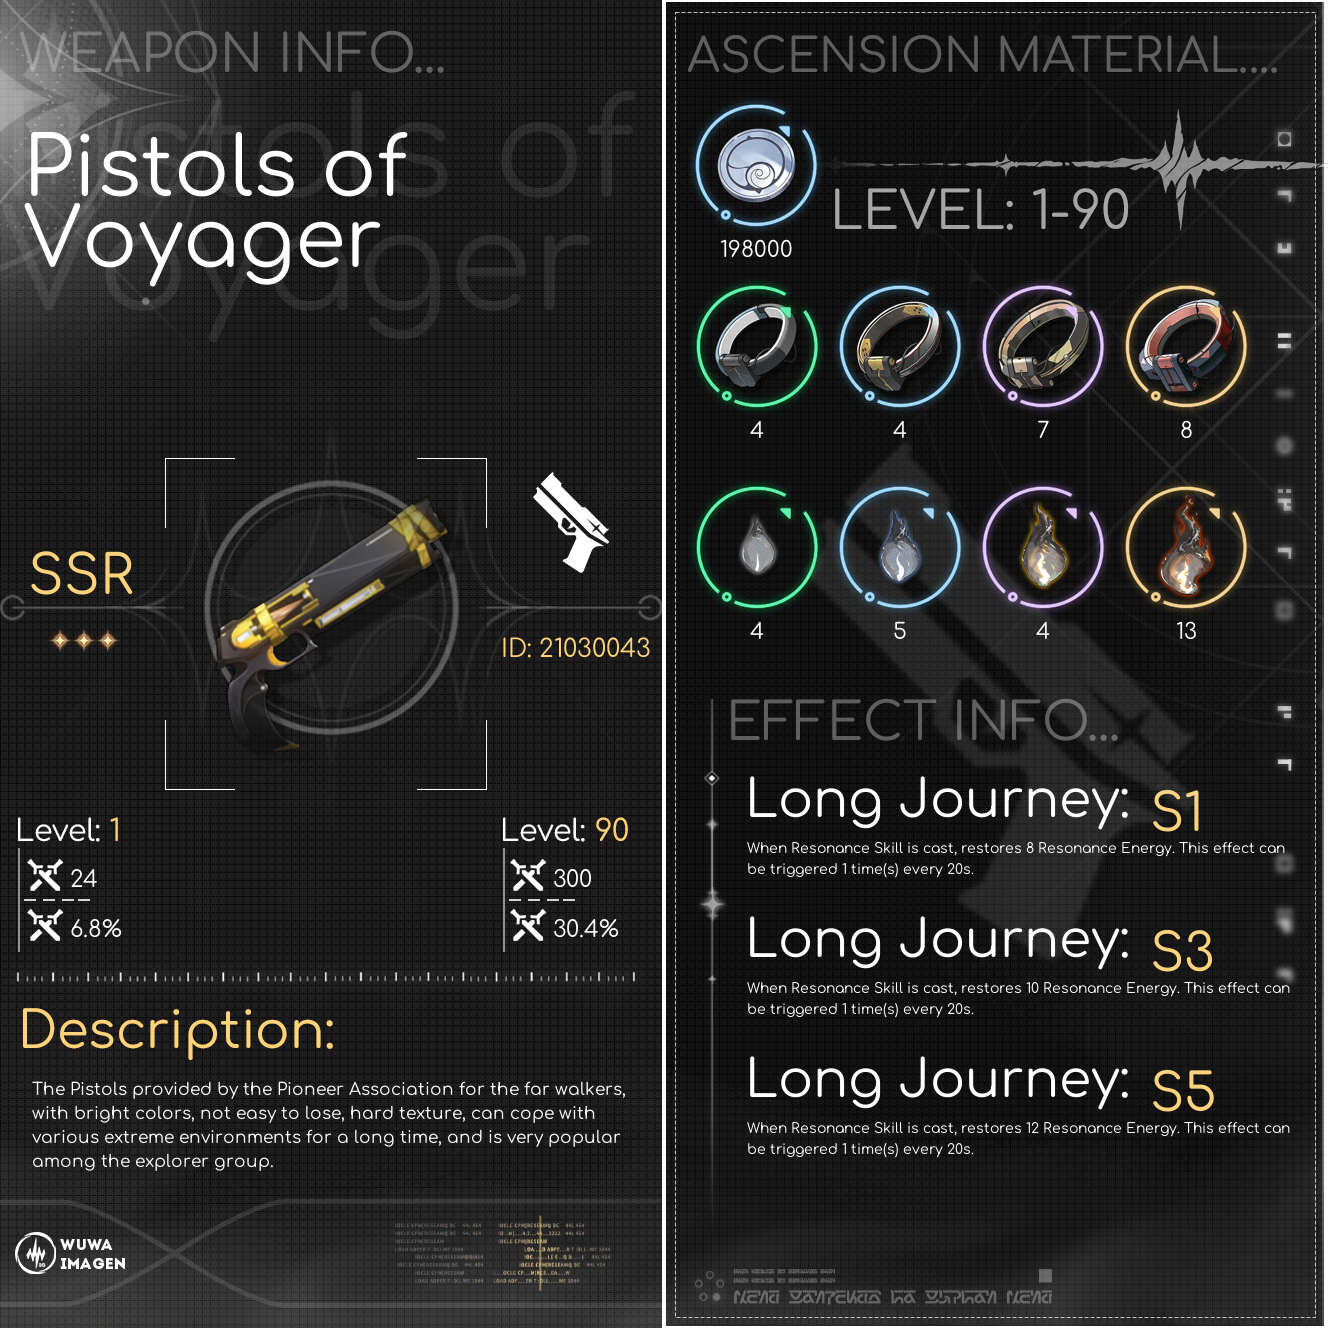 WEAPON INFO...
Pistols of
Voyager
SSR
ID: 21030043
Level: 1
24
6.8%
Level: 90
300
30.4%
Description:
The Pistols provided by the Pioneer Association for the far walkers,
with bright colors, not easy to lose, hard texture, can cope with
various extreme environments for a long time, and is very popular
among the explorer group.
WUWA
IMAGEN
ASCENSION MATERIAL....
198000
LEVEL: 1-90
4 4 7 8
4 5 4 13
EFFECT INFO...
Long Journey: S1
When Resonance Skill is cast, restores 8 Resonance Energy. This effect can
be triggered 1 time(s) every 20s.
Long Journey: S3
When Resonance Skill is cast, restores 10 Resonance Energy. This effect can
be triggered 1 time(s) every 20s.
Long Journey: S5
When Resonance Skill is cast, restores 12 Resonance Energy. This effect can
be triggered 1 time(s) every 20s.